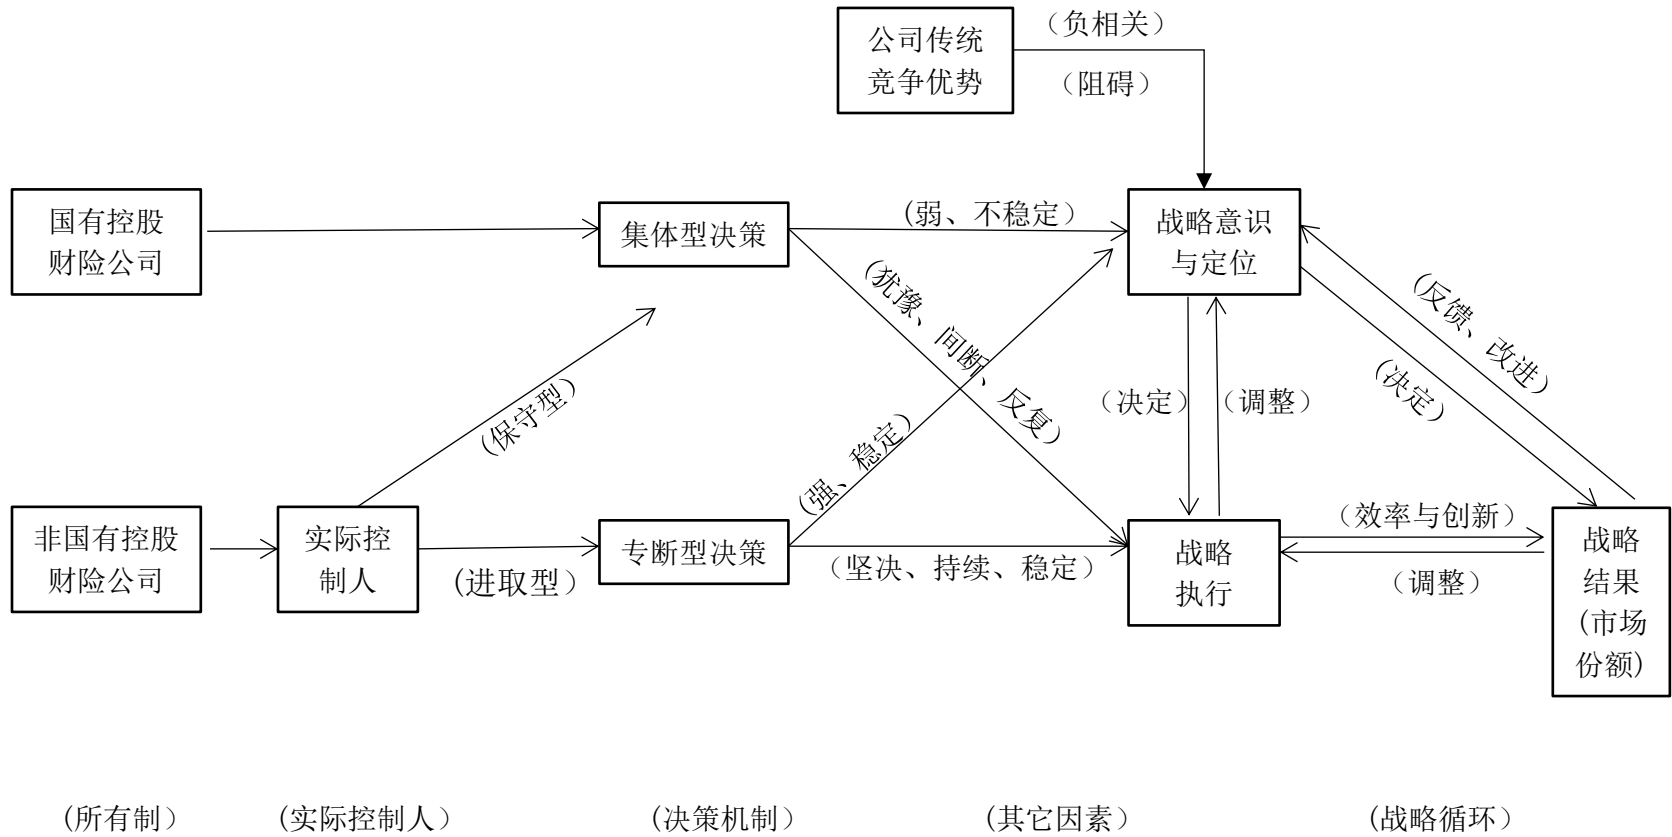 公司传统
竞争优势
（负相关）
（阻碍）
国有控股
财险公司
集体型决策
(弱、不稳定）
战略意识
与定位
(犹豫、间断、反复)
(反馈、改进)
(决定)
(保守型)
(强、稳定)
（决定）
（调整）
非国有控股
财险公司
实际控
制人
(进取型）
专断型决策
（坚决、持续、稳定）
战略
执行
（效率与创新）
（调整）
战略
结果
(市场
份额)
(所有制）
(实际控制人）
(决策机制）
(其它因素）
(战略循环）